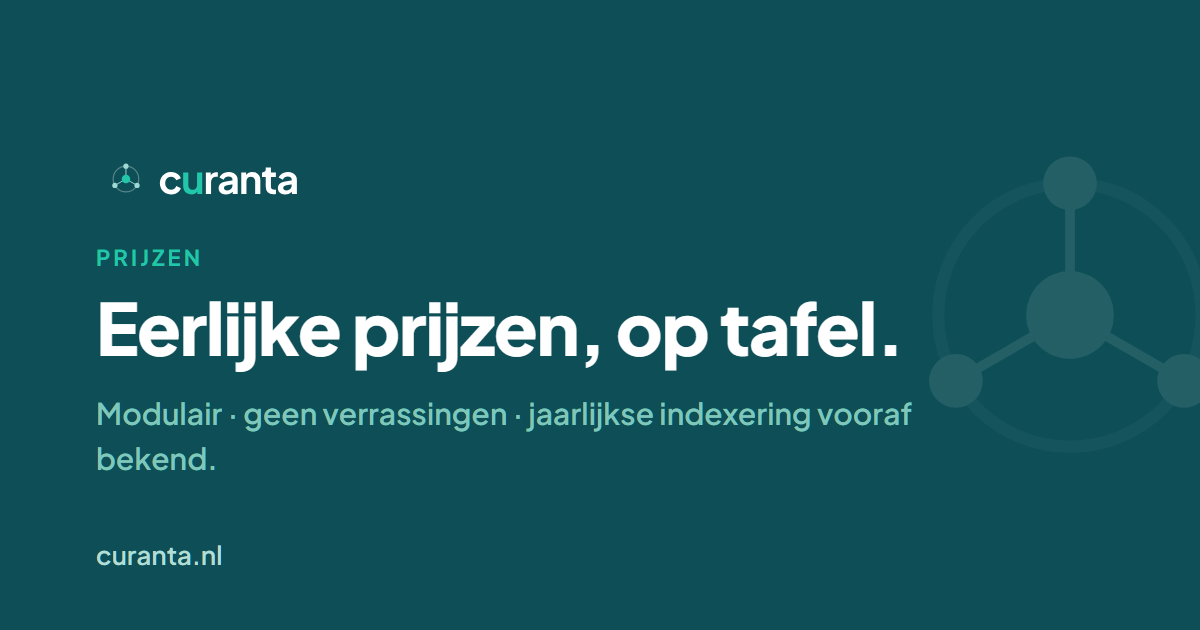 curanta
PRIJZEN
Eerlijke prijzen, op tafel.
Modulair · geen verrassingen · jaarlijkse indexering vooraf
bekend.
curanta.nl